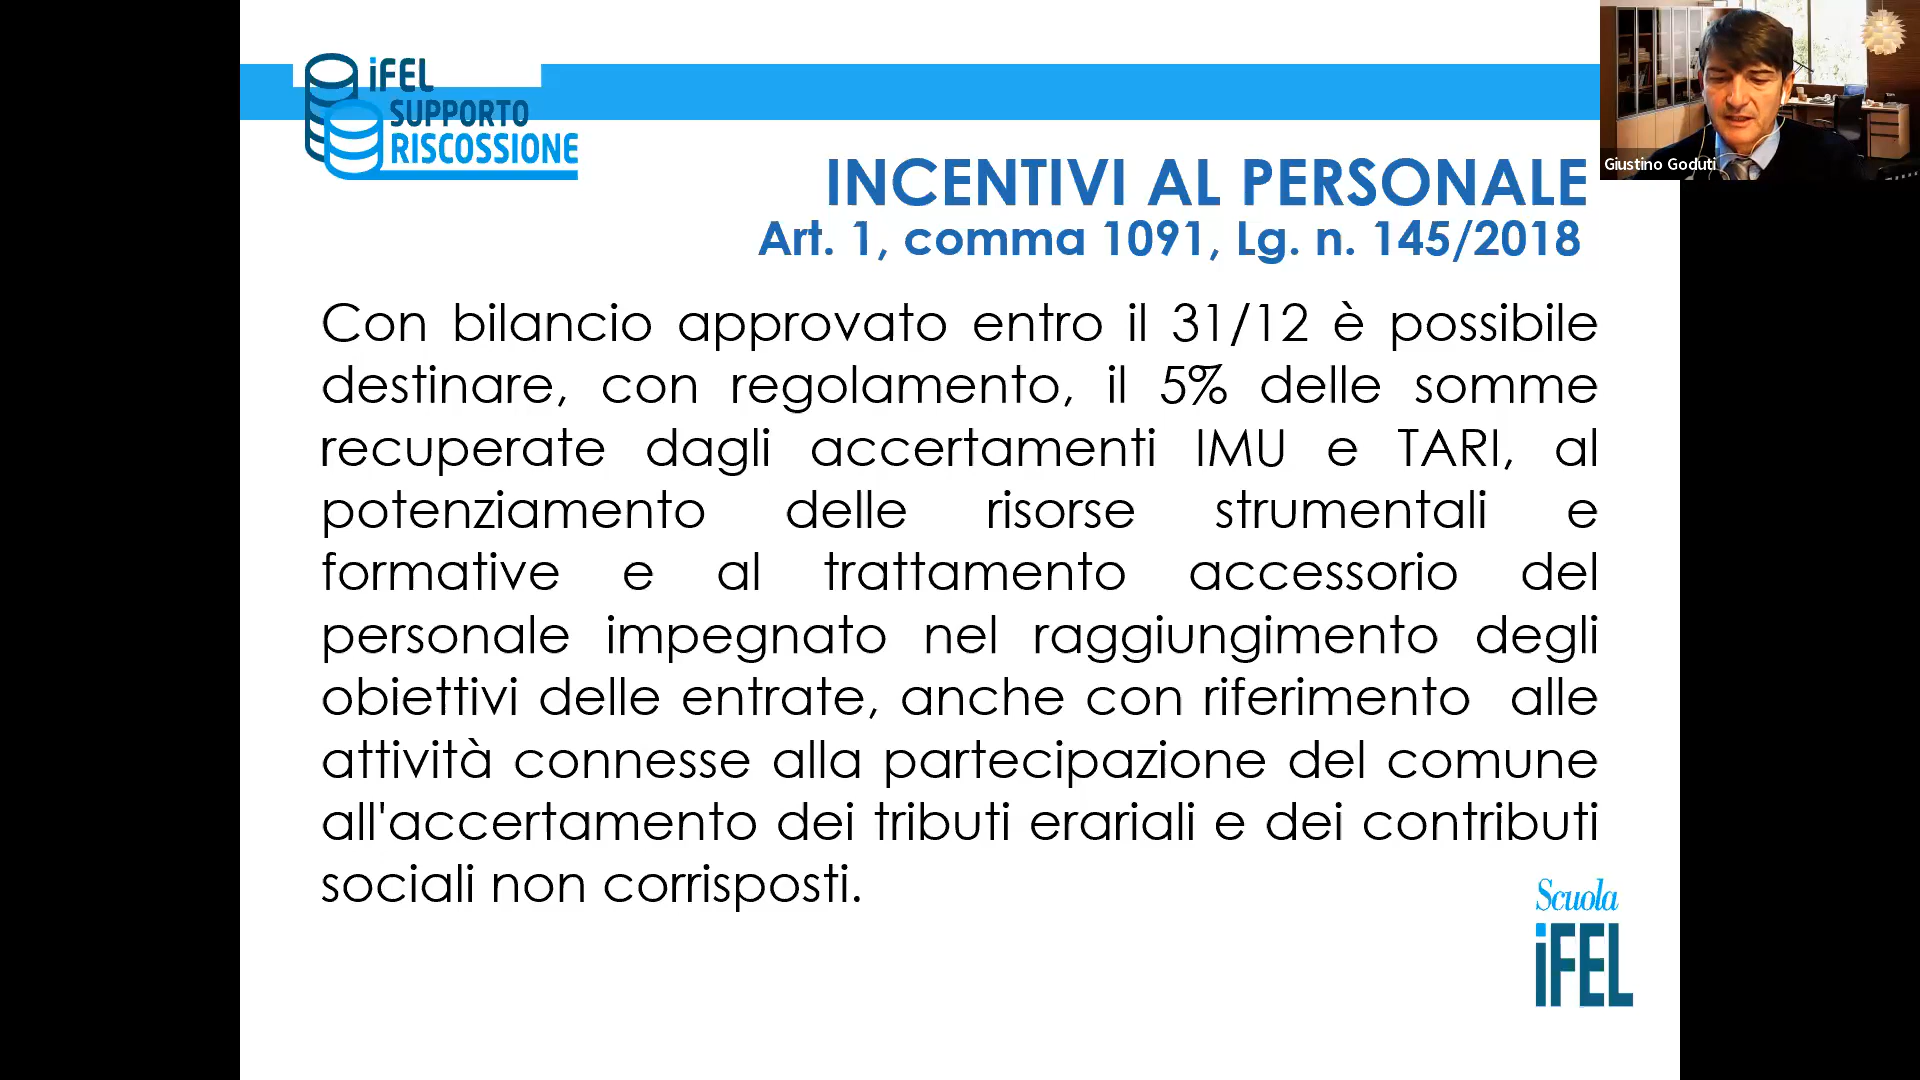 iFEL
SUPPORTO
RISCOSSIONE
Giustino Goduti
INCENTIVI AL PERSONALE
Art. 1, comma 1091, Lg. n. 145/2018
Con bilancio approvato entro il 31/12 è possibile
destinare, con regolamento, il 5% delle somme
recuperate dagli accertamenti IMU e TARI, al
potenziamento delle risorse strumentali e
formative e al trattamento accessorio del
personale impegnato nel raggiungimento degli
obiettivi delle entrate, anche con riferimento alle
attività connesse alla partecipazione del comune
all'accertamento dei tributi erariali e dei contributi
sociali non corrisposti.
Scuola
iFEL